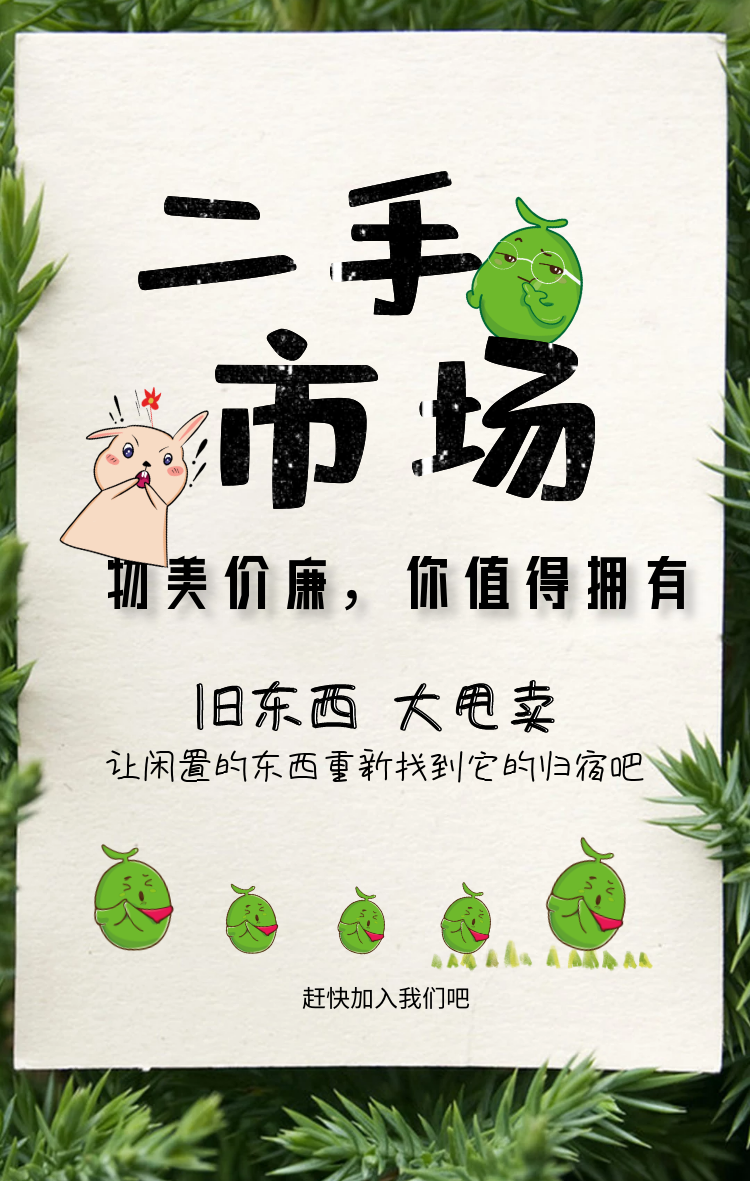 二手
市场
物美价廉，你值得拥有
旧东西 大甩卖
让闲置的东西重新找到它的归宿吧
赶快加入我们吧